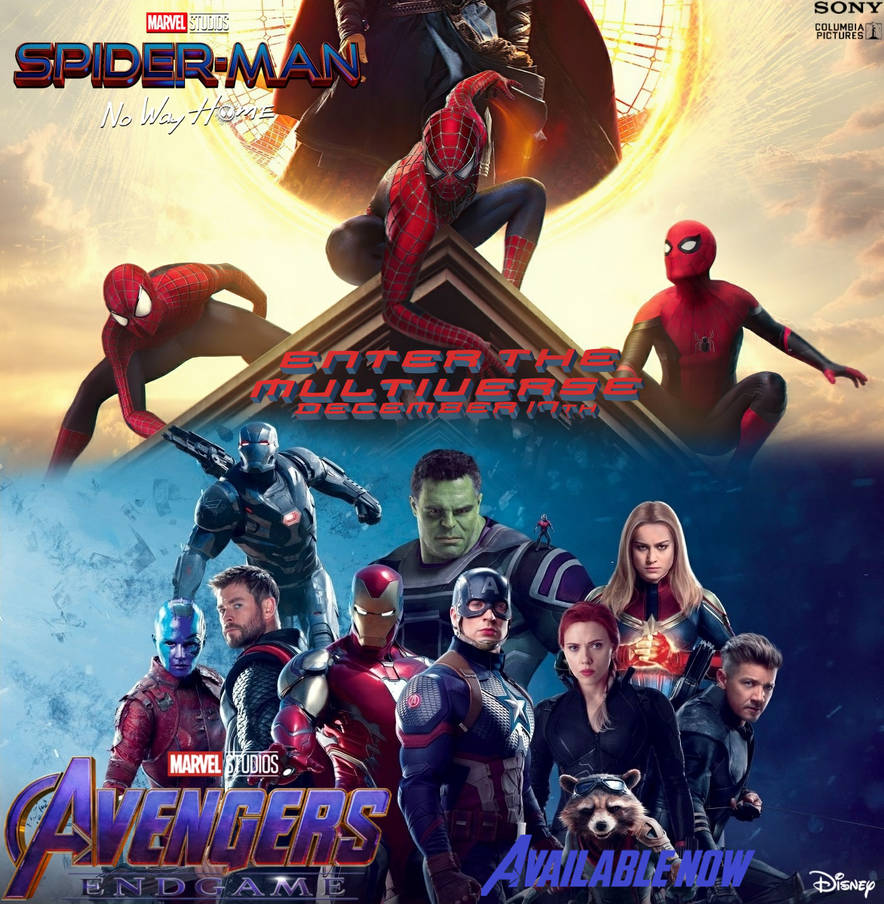 MARVEL STUDIOS
SPIDER-MAN
No Way Home
SONY
COLUMBIA
PICTURES
ENTER THE
MULTIVERSE
DECEMBER 17TH
MARVEL STUDIOS
AVENGERS
ENDGAME
AVAILABLE NOW
Disney